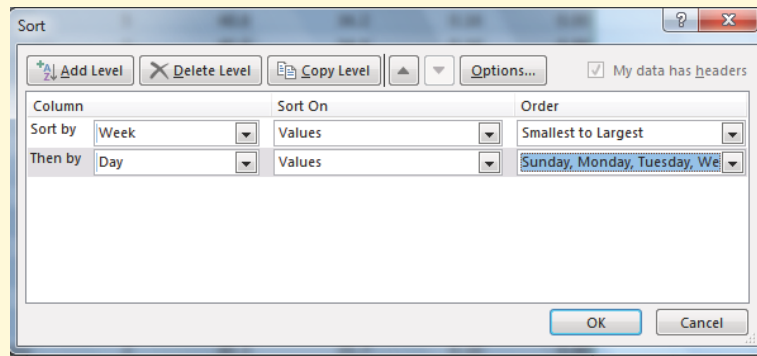 Sort
Add Level Delete Level Copy Level Options... My data has headers
Column Sort On Order
Sort by Week Values Smallest to Largest
Then by Day Values Sunday, Monday, Tuesday, We
OK Cancel